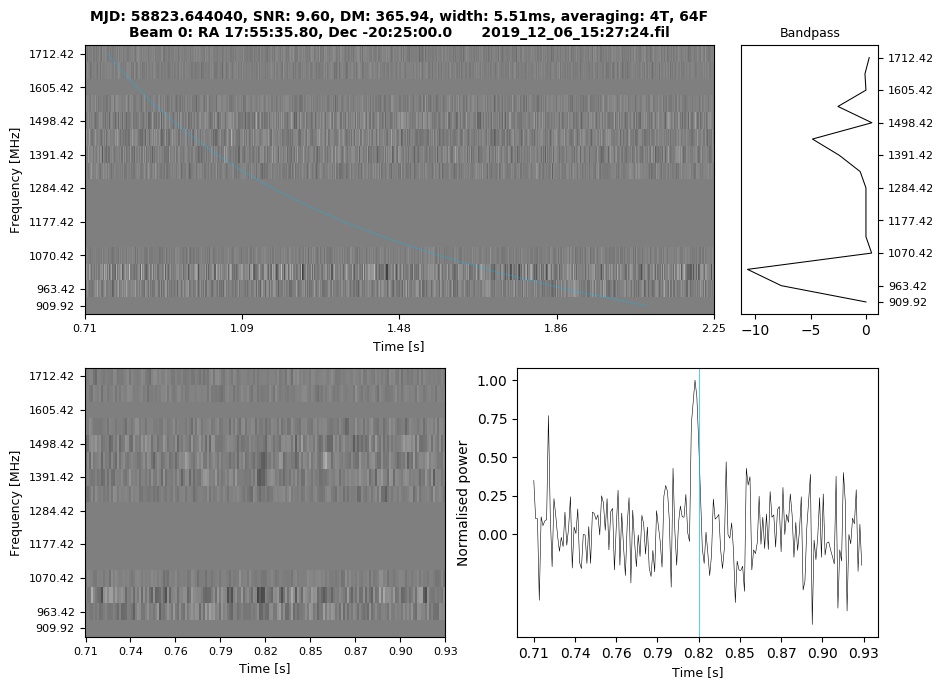 MJD: 58823.644040, SNR: 9.60, DM: 365.94, width: 5.51ms, averaging: 4T, 64F
Beam 0: RA 17:55:35.80, Dec -20:25:00.0 2019_12_06_15:27:24.fil
Bandpass
Frequency [MHz]
1712.42
1605.42
1498.42
1391.42
1284.42
1177.42
1070.42
963.42
909.92
0.71 1.09 1.48 1.86 2.25
Time [s]
1712.42
1605.42
1498.42
1391.42
1284.42
1177.42
1070.42
963.42
909.92
−10 −5 0
Frequency [MHz]
1712.42
1605.42
1498.42
1391.42
1284.42
1177.42
1070.42
963.42
909.92
0.71 0.74 0.76 0.79 0.82 0.85 0.87 0.90 0.93
Time [s]
Normalised power
1.00
0.75
0.50
0.25
0.00
0.71 0.74 0.76 0.79 0.82 0.85 0.87 0.90 0.93
Time [s]